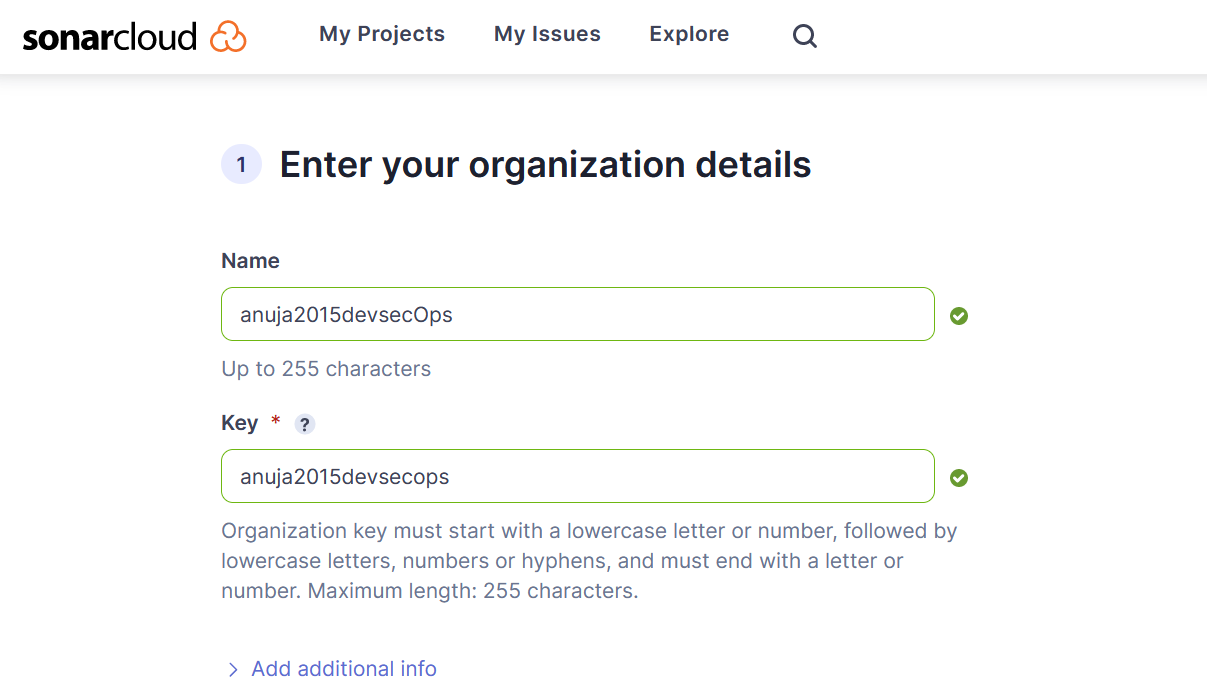 sonarcloud My Projects My Issues Explore
1 Enter your organization details
Name
anuja2015devsecOps
Up to 255 characters
Key * ?
anuja2015devsecops
Organization key must start with a lowercase letter or number, followed by
lowercase letters, numbers or hyphens, and must end with a letter or
number. Maximum length: 255 characters.
Add additional info